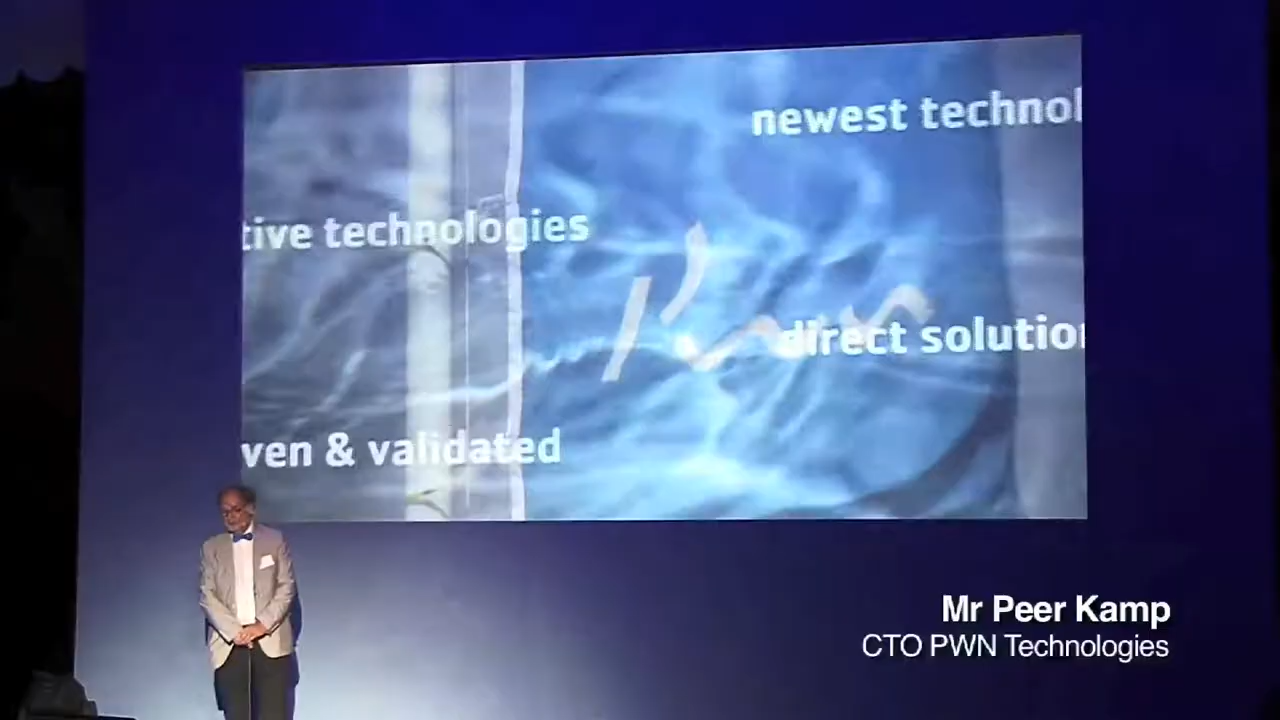 newest technol
tive technologies
direct solution
ven & validated
Mr Peer Kamp
CTO PWN Technologies